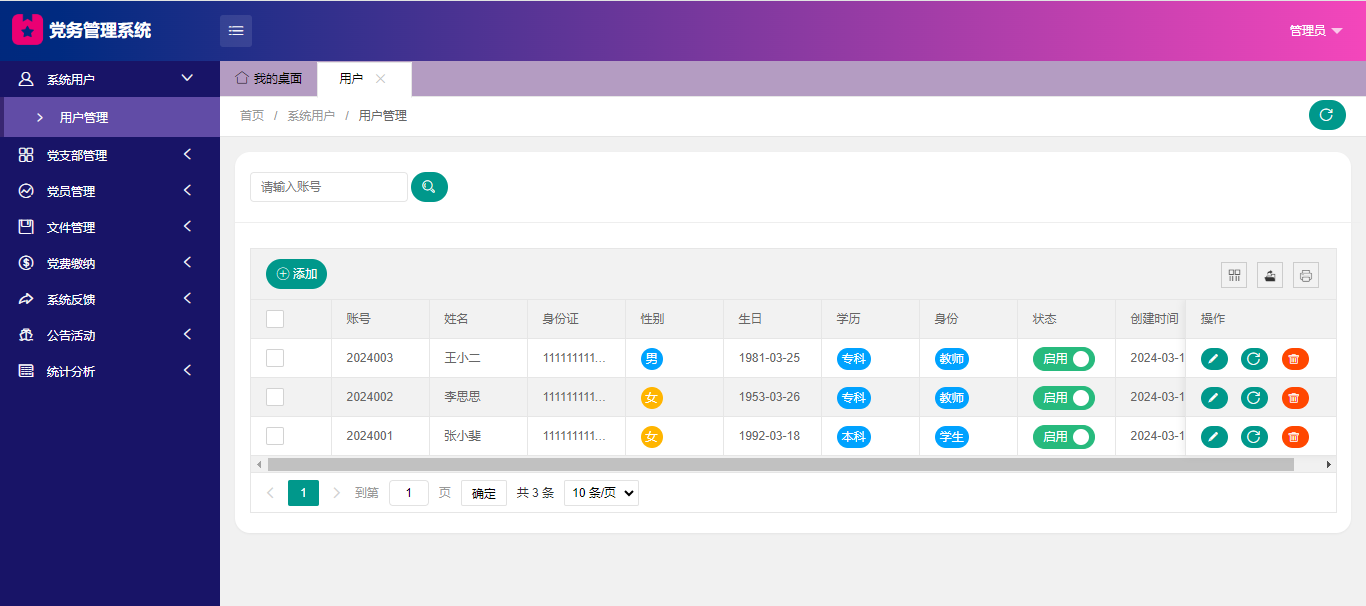 党务管理系统
管理员
系统用户
用户管理
党支部管理
党员管理
文件管理
党费缴纳
系统反馈
公告活动
统计分析
我的桌面 用户
首页 / 系统用户 / 用户管理
请输入账号
添加
账号 姓名 身份证 性别 生日 学历 身份 状态 创建时间 操作
2024003 王小二 111111111... 男 1981-03-25 专科 教师 启用 2024-03-1
2024002 李思思 111111111... 女 1953-03-26 专科 教师 启用 2024-03-1
2024001 张小斐 111111111... 女 1992-03-18 本科 学生 启用 2024-03-1
1 到第 1 页 确定 共 3 条 10 条/页